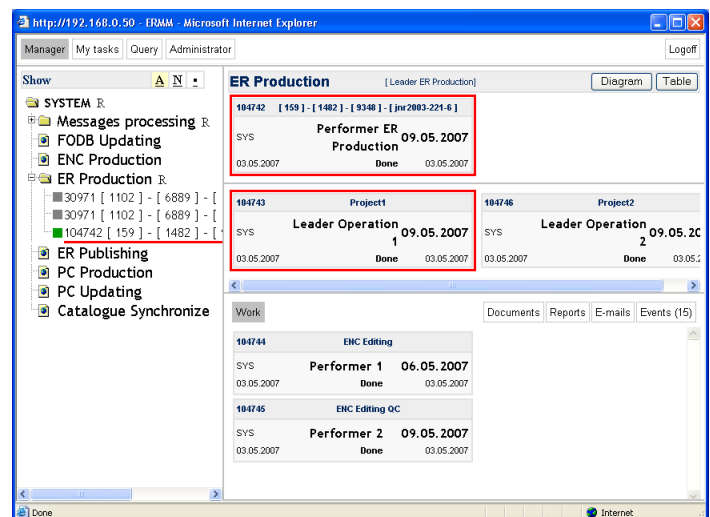 http://192.168.0.50 - ERMM - Microsoft Internet Explorer
Manager My tasks Query Administrator Logoff
Show A N
SYSTEM R
Messages processing R
FODB Updating
ENC Production
ER Production R
30971 [ 1102 ] - [ 6889 ] - [
30971 [ 1102 ] - [ 6889 ] - [
104742 [ 159 ] - [ 1482 ] - [
ER Publishing
PC Production
PC Updating
Catalogue Synchronize
ER Production [ Leader ER Production] Diagram Table
104742 [ 159 ] - [ 1482 ] - [ 9348 ] - [ jnr2003-221-6 ]
SYS Performer ER Production 09.05.2007
03.05.2007 Done 03.05.2007
104743 Project1
SYS Leader Operation 1 09.05.2007
03.05.2007 Done 03.05.2007
104746 Project2
SYS Leader Operation 2 09.05.20
03.05.2007 Done 03.05.2
Work Documents Reports E-mails Events (15)
104744 ENC Editing
SYS Performer 1 06.05.2007
03.05.2007 Done 03.05.2007
104745 ENC Editing QC
SYS Performer 2 09.05.2007
03.05.2007 Done 03.05.2007
Done Internet